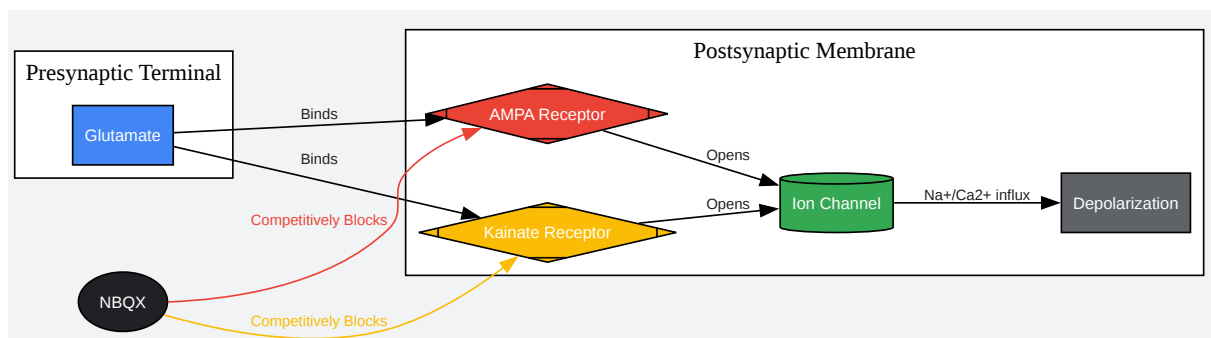 Postsynaptic Membrane
Presynaptic Terminal
Glutamate
Binds
AMPA Receptor
Binds
Opens
Ion Channel
Na+/Ca2+ influx
Depolarization
Opens
Competitively Blocks
Kainate Receptor
NBQX
Competitively Blocks